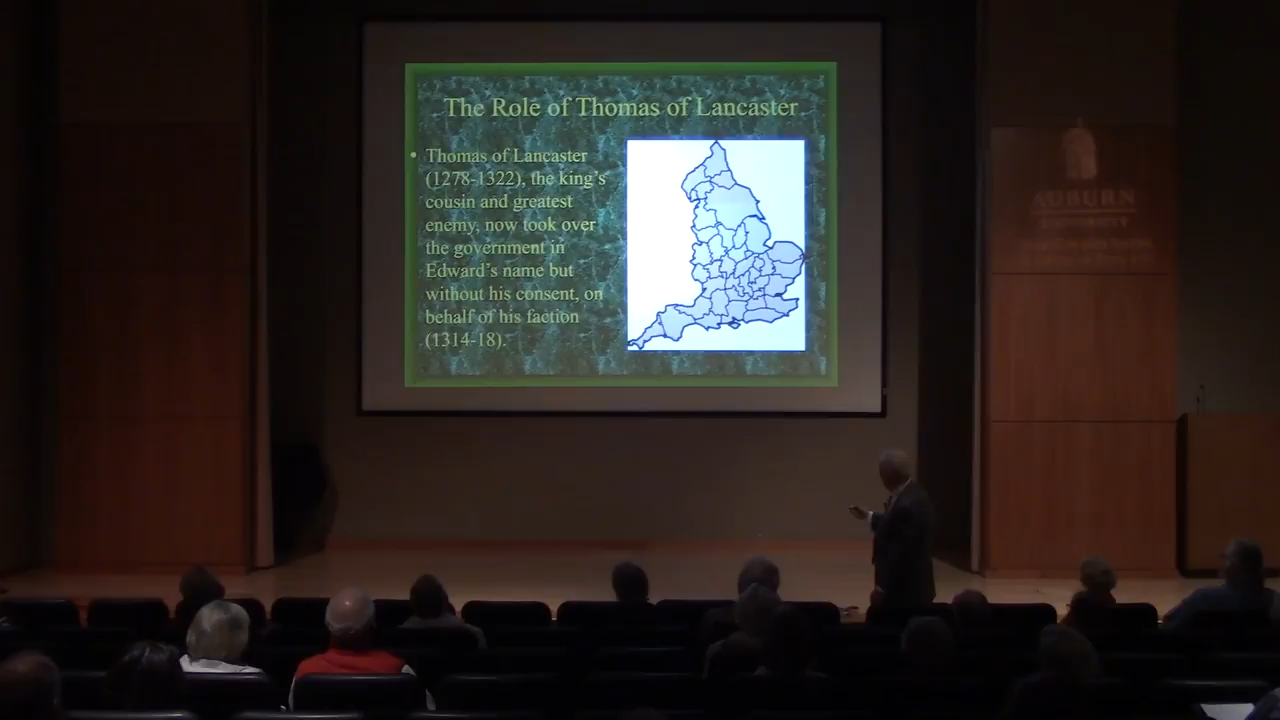 The Role of Thomas of Lancaster
• Thomas of Lancaster
(1278-1322), the king's
cousin and greatest
enemy, now took over
the government in
Edward's name but
without his consent, on
behalf of his faction
(1314-18).
AUBURN
UNIVERSITY